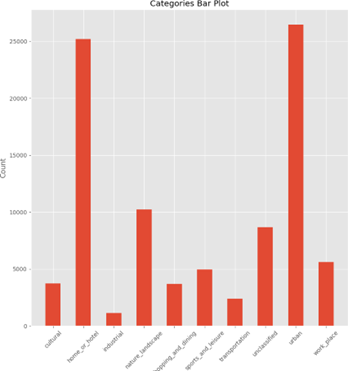 Categories Bar Plot
25000
20000
15000
10000
5000
0
Count
cultural
home_or_hotel
industrial
nature_landscape
hopping_and_dining
sports_and_leisure
transportation
unclassified
urban
work_place